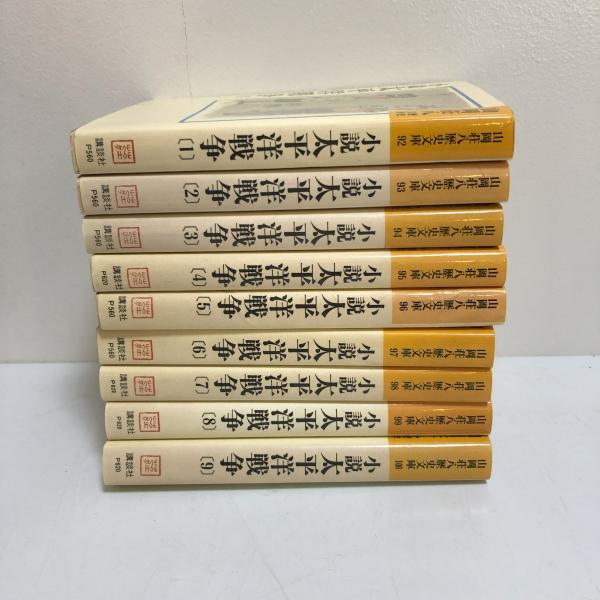 山岡荘八歴史文庫 92 小説 太平洋戦争 〔1〕 講談社 P560
山岡荘八歴史文庫 93 小説 太平洋戦争 〔2〕 講談社 P560
山岡荘八歴史文庫 94 小説 太平洋戦争 〔3〕 講談社 P560
山岡荘八歴史文庫 95 小説 太平洋戦争 〔4〕 講談社 P620
山岡荘八歴史文庫 96 小説 太平洋戦争 〔5〕 講談社 P560
山岡荘八歴史文庫 97 小説 太平洋戦争 〔6〕 講談社 P560
山岡荘八歴史文庫 98 小説 太平洋戦争 〔7〕 講談社 P620
山岡荘八歴史文庫 99 小説 太平洋戦争 〔8〕 講談社 P620
山岡荘八歴史文庫 100 小説 太平洋戦争 〔9〕 講談社 P620